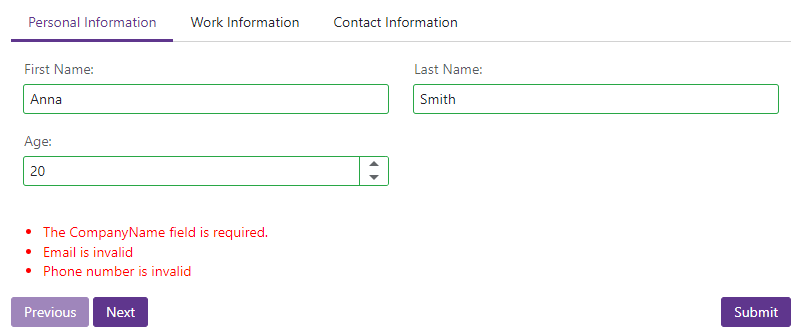 Personal Information Work Information Contact Information
First Name: Last Name:
Anna Smith
Age:
20
The CompanyName field is required.
Email is invalid
Phone number is invalid
Previous Next Submit